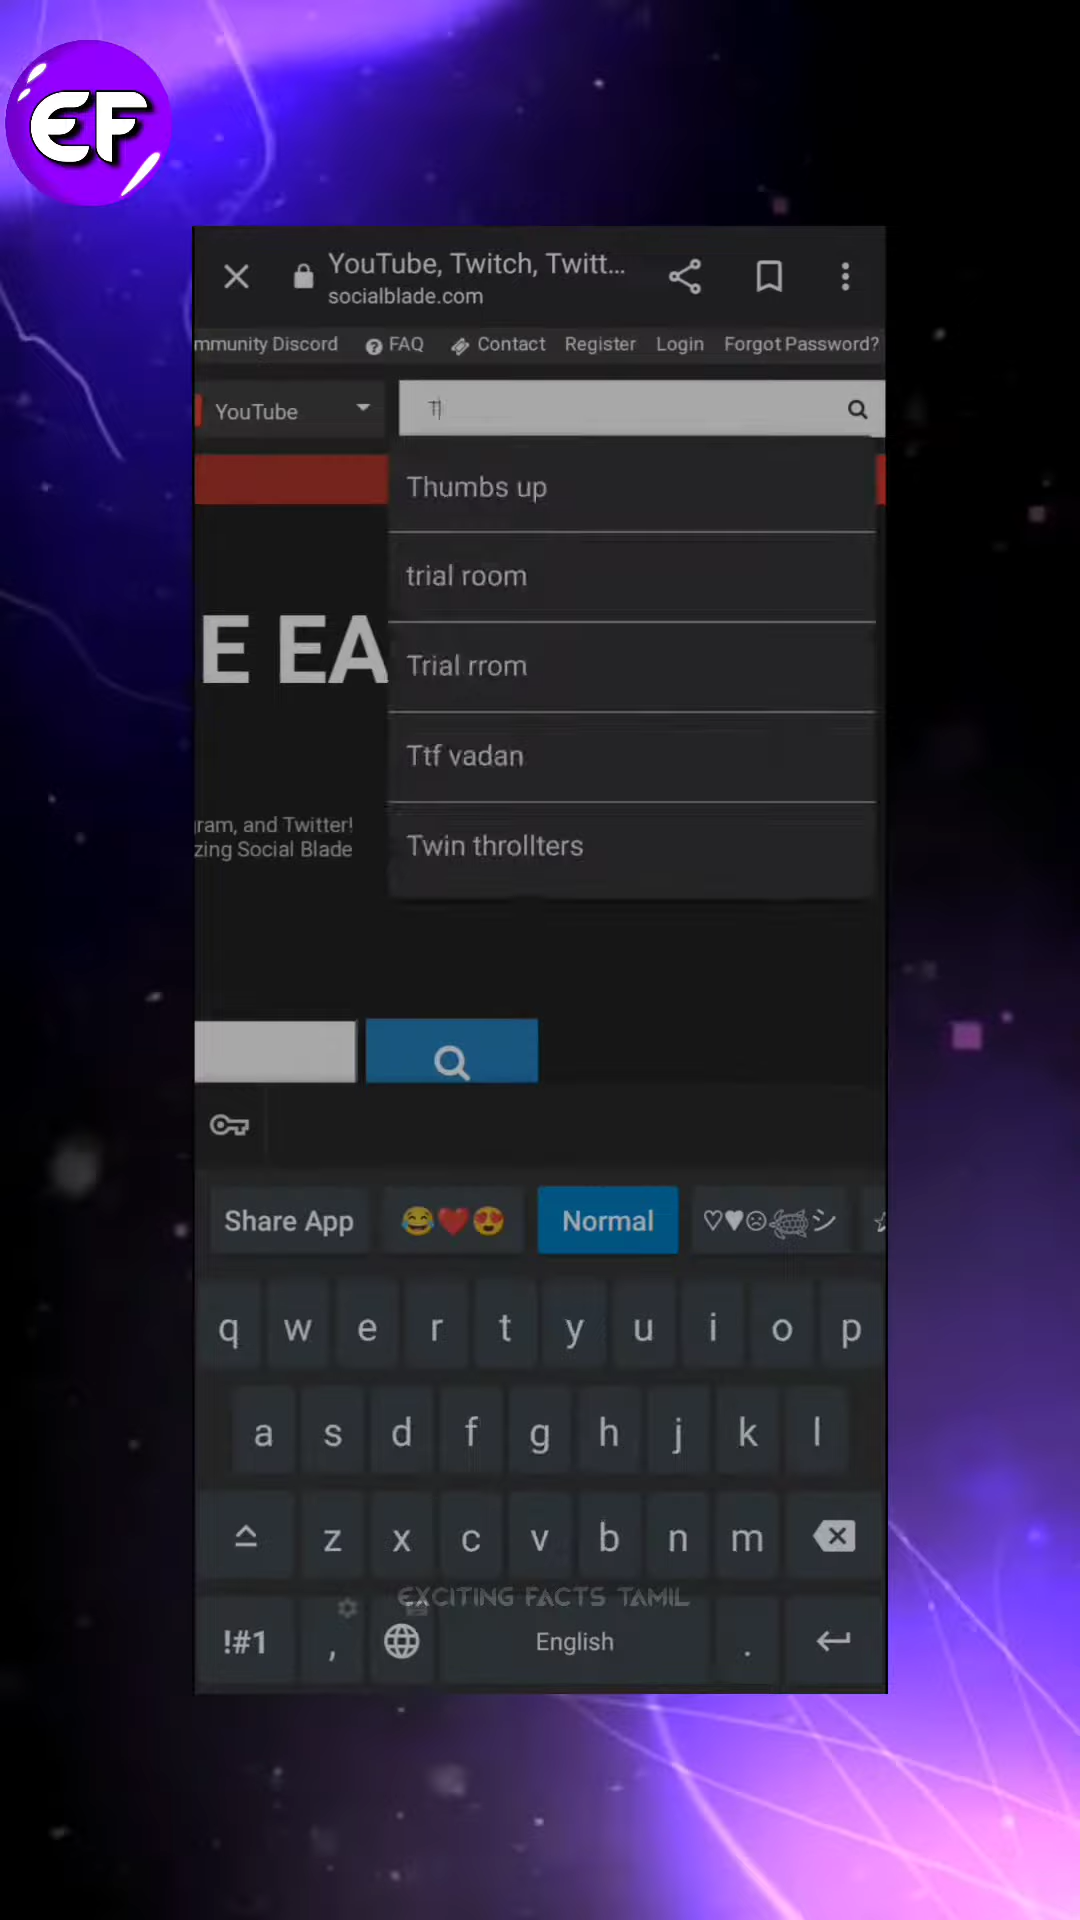 EF
YouTube, Twitch, Twitt...
socialblade.com
mmunity Discord FAQ Contact Register Login Forgot Password?
YouTube
T
Thumbs up
trial room
Trial rrom
Ttf vadan
Twin throllters
E EA
gram, and Twitter!
zing Social Blade
Share App 😂❤️😍 Normal ♡♥☹🐢シ
q w e r t y u i o p
a s d f g h j k l
z x c v b n m
EXCITING FACTS TAMIL
!#1 , English .